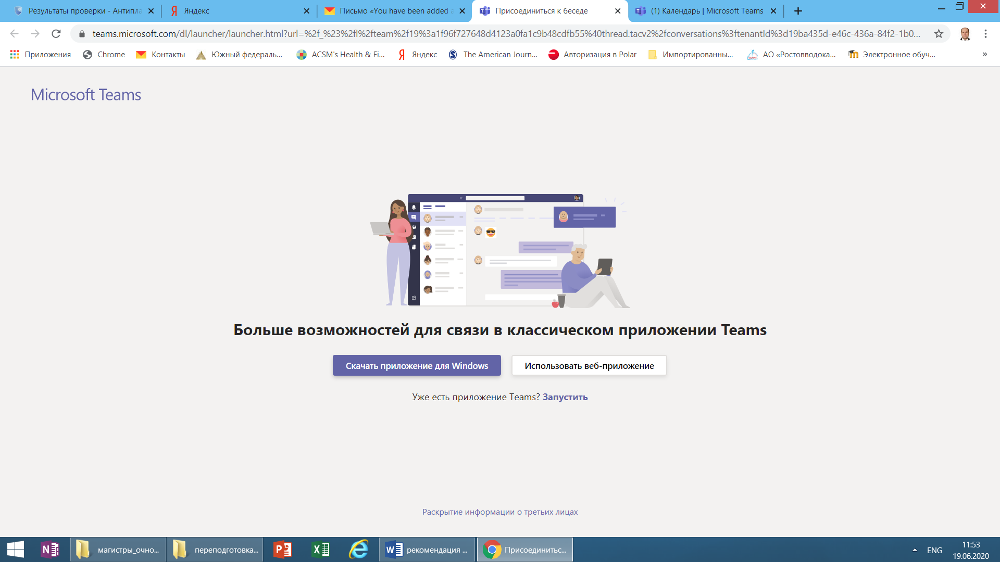 Результаты проверки - Антипла
Яндекс
Письмо «You have been added a
Присоединиться к беседе
(1) Календарь | Microsoft Teams
teams.microsoft.com/dl/launcher/launcher.html?url=%2f_%23%2fl%2fteam%2f19%3a1f96f727648d4123a0fa1c9b48cdfb55%40thread.tacv2%2fconversations%3ftenantId%3d19ba435d-e46c-436a-84f2-1b0...
Приложения
Chrome
Контакты
Южный федераль...
ACSM's Health & Fi...
Яндекс
The American Journ...
Авторизация в Polar
Импортированны...
АО «Ростовводока...
Электронное обуч...
»
Microsoft Teams
Больше возможностей для связи в классическом приложении Teams
Скачать приложение для Windows
Использовать веб-приложение
Уже есть приложение Teams? Запустить
Раскрытие информации о третьих лицах
магистры_очно...
переподготовка...
рекомендация ...
Присоединитьс...
ENG
11:53
19.06.2020